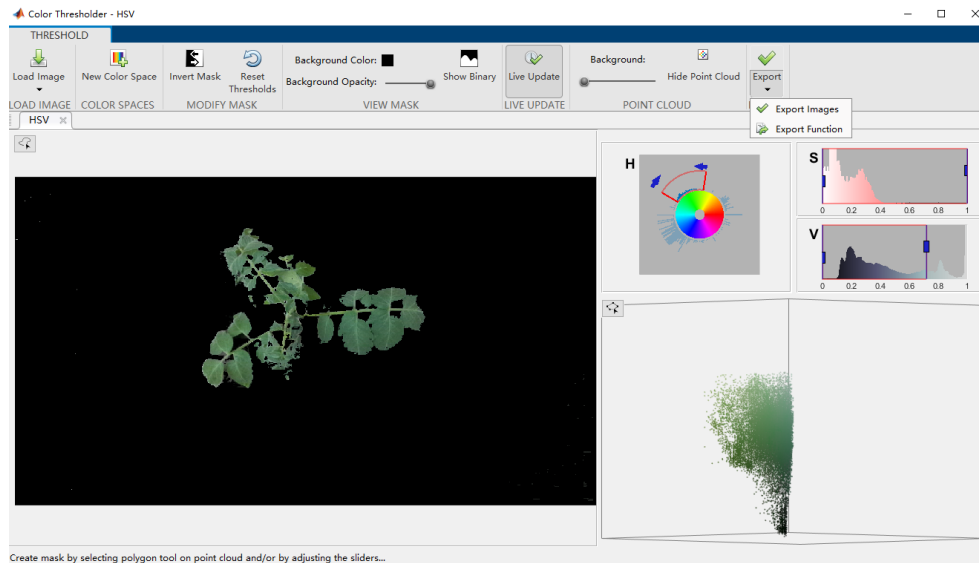 Color Thresholder - HSV
THRESHOLD
Load Image
New Color Space
Invert Mask
Reset
Thresholds
Background Color:
Background Opacity:
Show Binary
Live Update
Background:
Hide Point Cloud
Export
LOAD IMAGE
COLOR SPACES
MODIFY MASK
VIEW MASK
LIVE UPDATE
POINT CLOUD
Export Images
Export Function
HSV
H
S
0 0.2 0.4 0.6 0.8 1
V
0 0.2 0.4 0.6 0.8 1
Create mask by selecting polygon tool on point cloud and/or by adjusting the sliders...